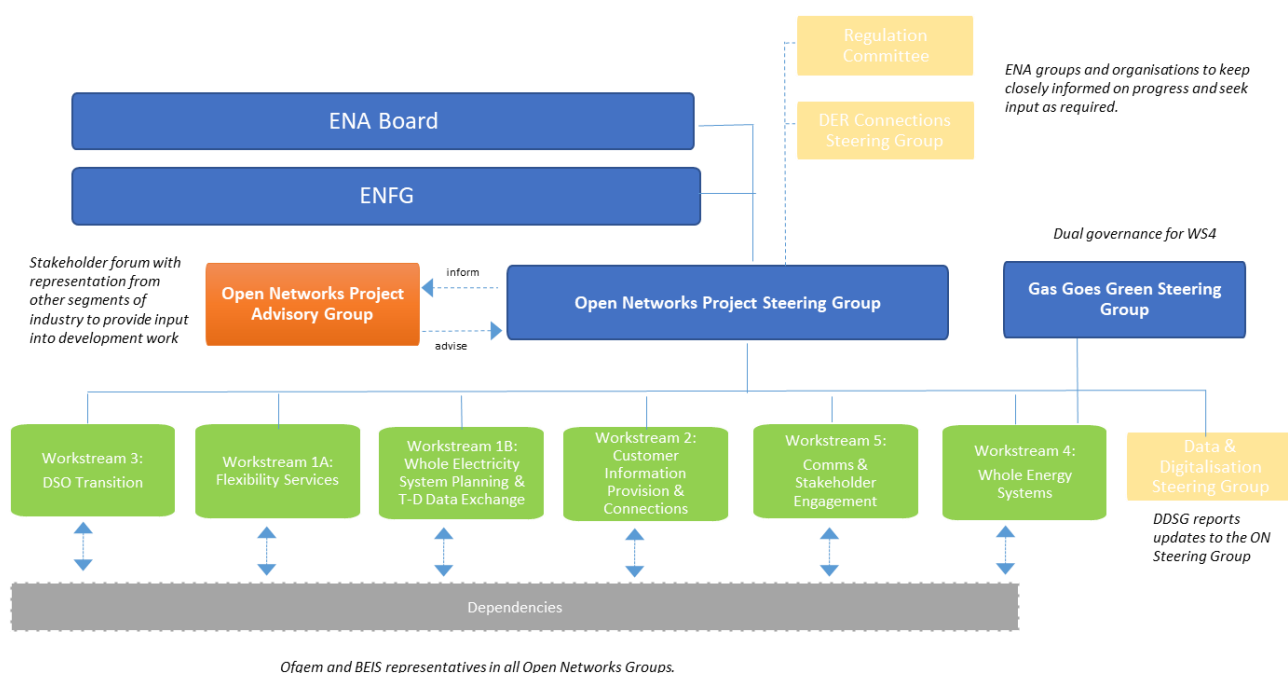 Regulation
Committee
ENA groups and organisations to keep
closely informed on progress and seek
input as required.
ENA Board
DER Connections
Steering Group
ENFG
Dual governance for WS4
Stakeholder forum with
representation from
other segments of
industry to provide input
into development work
Open Networks Project
Advisory Group
inform
advise
Open Networks Project Steering Group
Gas Goes Green Steering
Group
Workstream 3:
DSO Transition
Workstream 1A:
Flexibility Services
Workstream 1B:
Whole Electricity
System Planning &
T-D Data Exchange
Workstream 2:
Customer
Information
Provision &
Connections
Workstream 5:
Comms &
Stakeholder
Engagement
Workstream 4:
Whole Energy
Systems
Data &
Digitalisation
Steering Group
DDSG reports
updates to the ON
Steering Group
Dependencies
Ofgem and BEIS representatives in all Open Networks Groups.